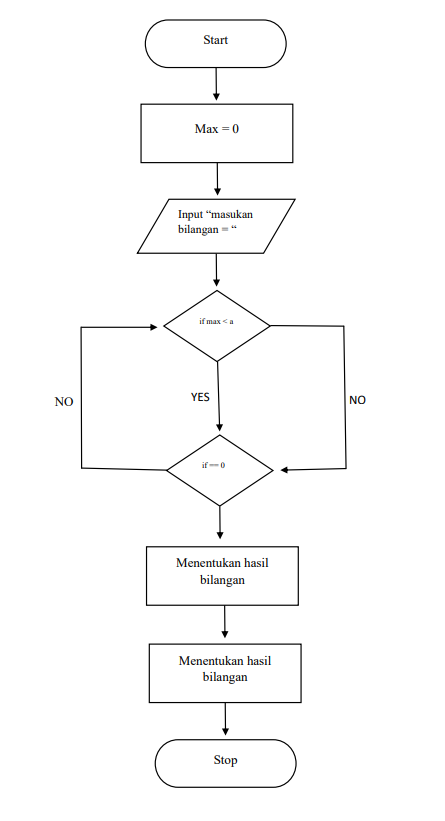 Start
Max = 0
Input “masukan
bilangan = “
if max < a
YES
NO
NO
if == 0
Menentukan hasil
bilangan
Menentukan hasil
bilangan
Stop